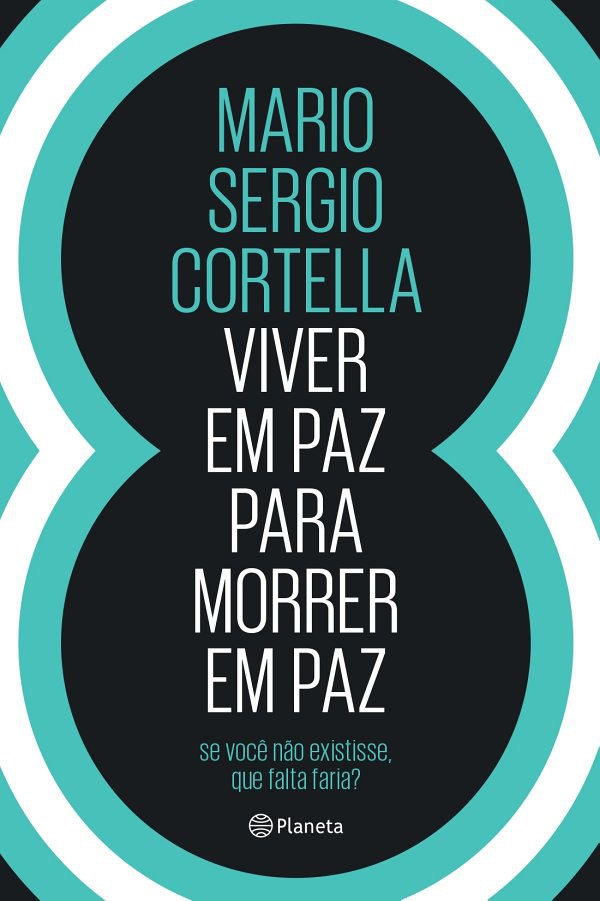 MARIO
SERGIO
CORTELLA
VIVER
EM PAZ
PARA
MORRER
EM PAZ
se você não existisse,
que falta faria?
Planeta